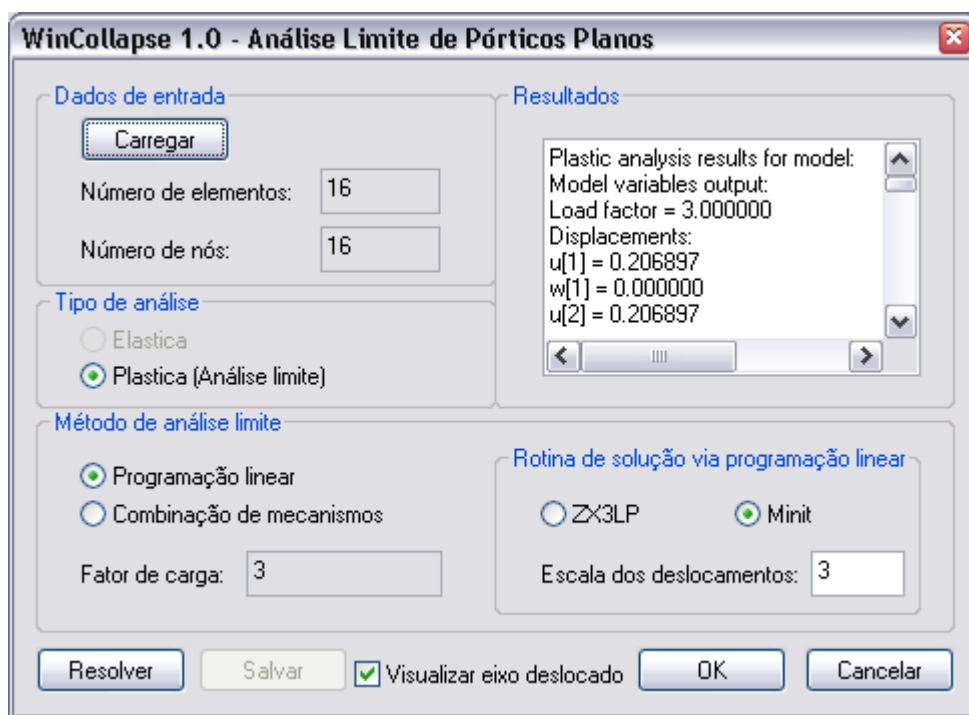 WinCollapse 1.0 - Análise Limite de Pórticos Planos
Dados de entrada
Carregar
Número de elementos: 16
Número de nós: 16
Resultados
Plastic analysis results for model:
Model variables output:
Load factor = 3.000000
Displacements:
u[1] = 0.206897
w[1] = 0.000000
u[2] = 0.206897
Tipo de análise
Elastica
Plastica (Análise limite)
Método de análise limite
Programação linear
Combinação de mecanismos
Fator de carga: 3
Rotina de solução via programação linear
ZX3LP Minit
Escala dos deslocamentos: 3
Resolver Salvar Visualizar eixo deslocado OK Cancelar